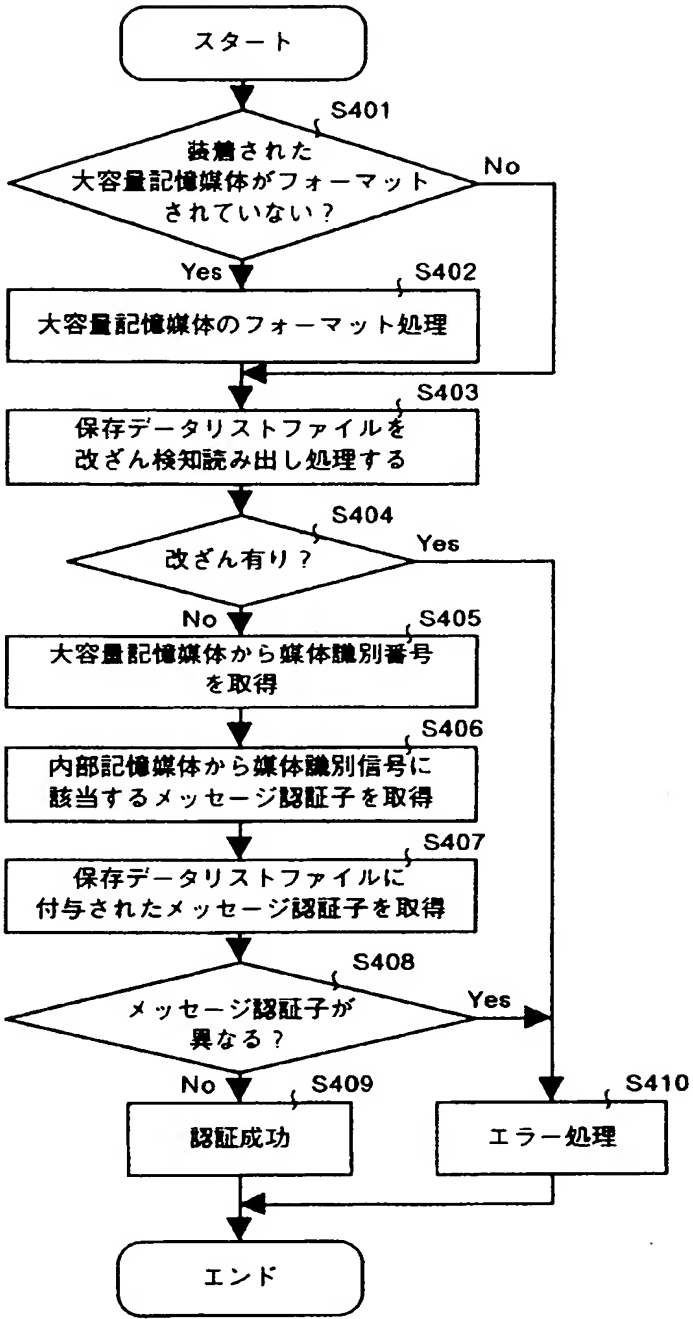 スタート
S401
装着された
大容量記憶媒体がフォーマット
されていない?
No
Yes
S402
大容量記憶媒体のフォーマット処理
S403
保存データリストファイルを
改ざん検知読み出し処理する
S404
改ざん有り?
Yes
No
S405
大容量記憶媒体から媒体識別番号
を取得
S406
内部記憶媒体から媒体識別信号に
該当するメッセージ認証子を取得
S407
保存データリストファイルに
付与されたメッセージ認証子を取得
S408
メッセージ認証子が
異なる?
Yes
No
S409
認証成功
S410
エラー処理
エンド